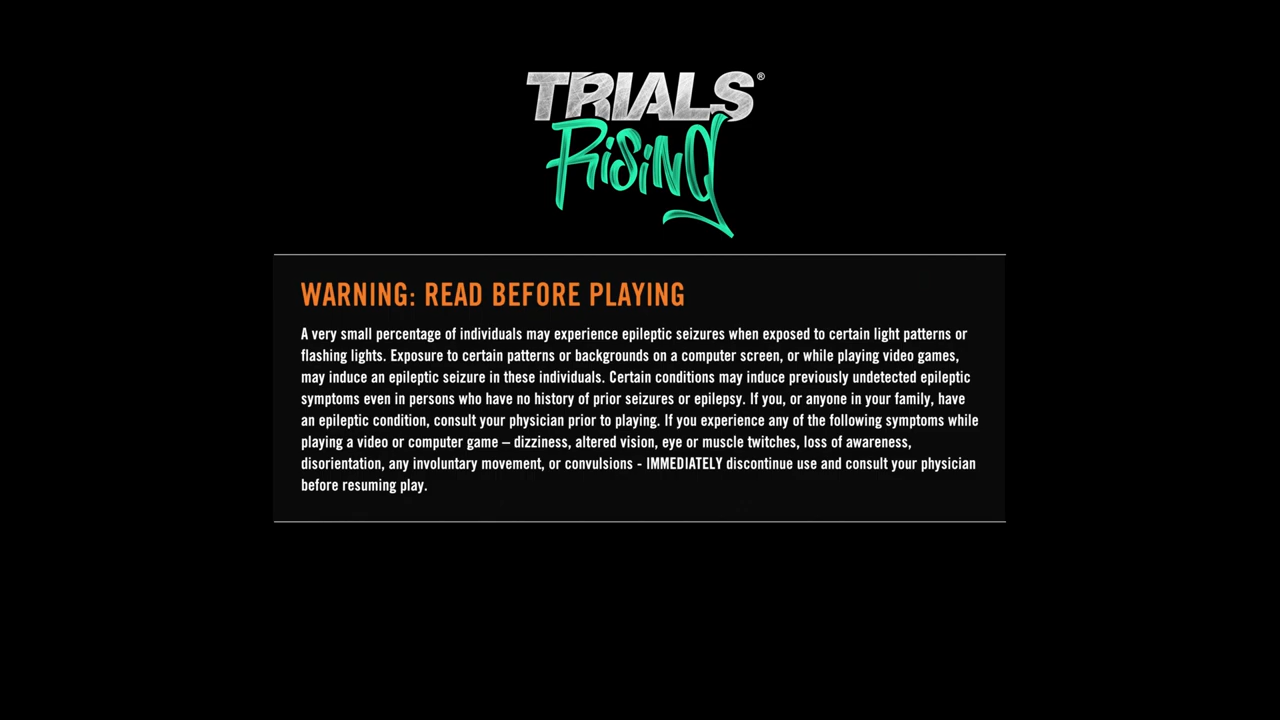 TRIALS®
Rising
WARNING: READ BEFORE PLAYING
A very small percentage of individuals may experience epileptic seizures when exposed to certain light patterns or
flashing lights. Exposure to certain patterns or backgrounds on a computer screen, or while playing video games,
may induce an epileptic seizure in these individuals. Certain conditions may induce previously undetected epileptic
symptoms even in persons who have no history of prior seizures or epilepsy. If you, or anyone in your family, have
an epileptic condition, consult your physician prior to playing. If you experience any of the following symptoms while
playing a video or computer game – dizziness, altered vision, eye or muscle twitches, loss of awareness,
disorientation, any involuntary movement, or convulsions - IMMEDIATELY discontinue use and consult your physician
before resuming play.